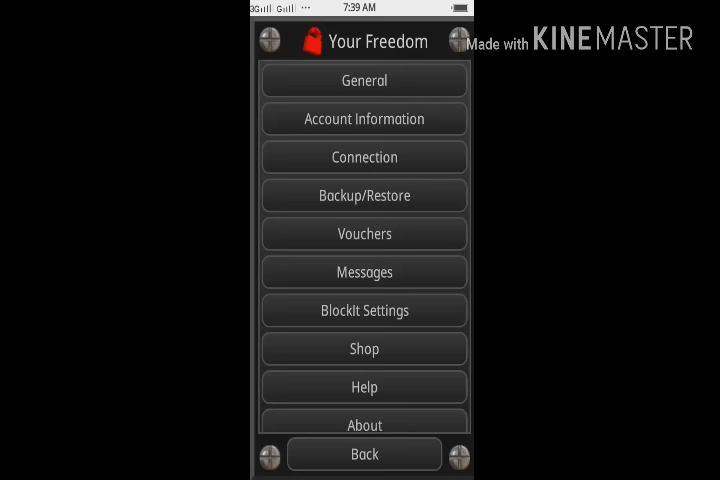 3G G ... 7:39 AM
Your Freedom
Made with KINEMASTER
General
Account Information
Connection
Backup/Restore
Vouchers
Messages
BlockIt Settings
Shop
Help
About
Back